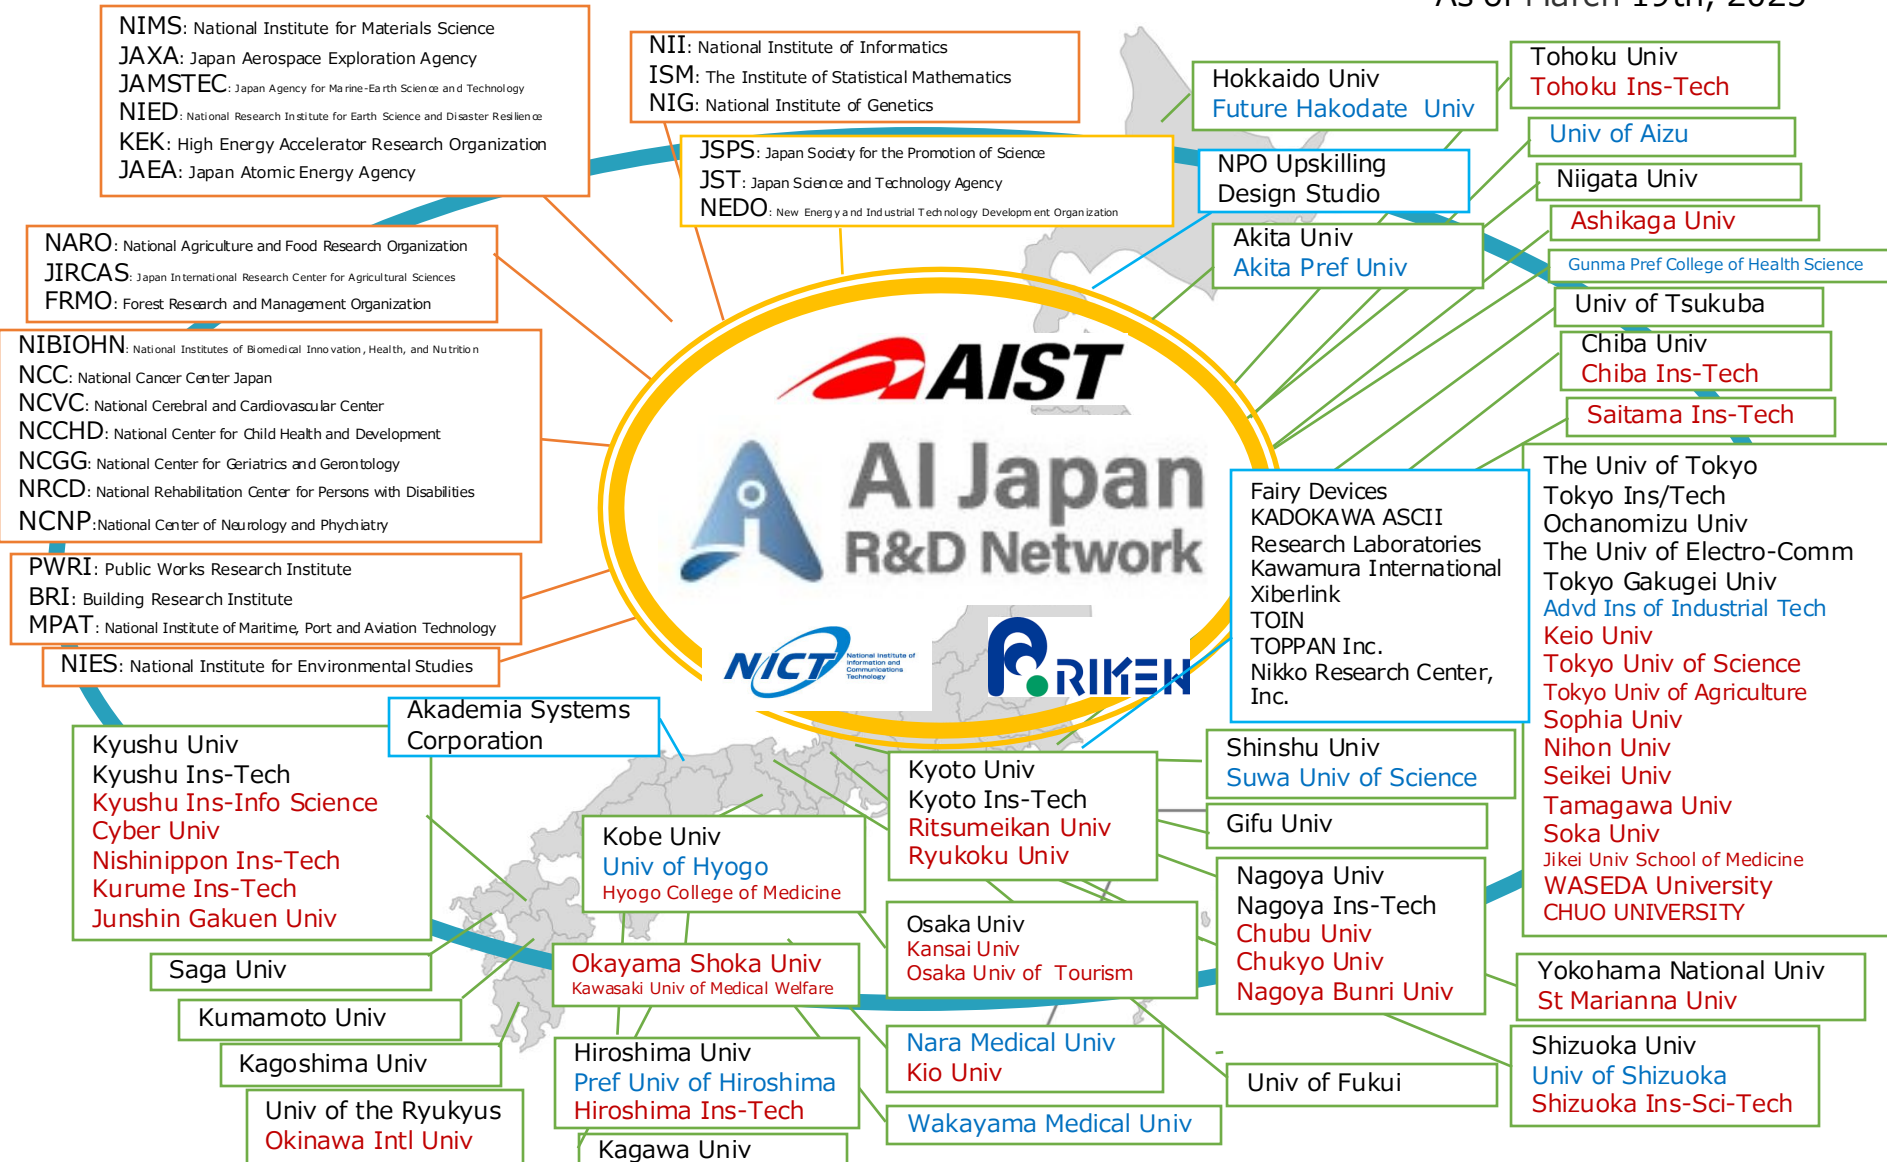 As of March 19th, 2025
NIMS: National Institute for Materials Science
JAXA: Japan Aerospace Exploration Agency
JAMSTEC: Japan Agency for Marine-Earth Science and Technology
NIED: National Research Institute for Earth Science and Disaster Resilience
KEK: High Energy Accelerator Research Organization
JAEA: Japan Atomic Energy Agency
NII: National Institute of Informatics
ISM: The Institute of Statistical Mathematics
NIG: National Institute of Genetics
JSPS: Japan Society for the Promotion of Science
JST: Japan Science and Technology Agency
NEDO: New Energy and Industrial Technology Development Organization
Hokkaido Univ
Future Hakodate Univ
Tohoku Univ
Tohoku Ins-Tech
NPO Upskilling
Design Studio
Univ of Aizu
Niigata Univ
Akita Univ
Akita Pref Univ
Ashikaga Univ
Gunma Pref College of Health Science
Univ of Tsukuba
Chiba Univ
Chiba Ins-Tech
Saitama Ins-Tech
NARO: National Agriculture and Food Research Organization
JIRCAS: Japan International Research Center for Agricultural Sciences
FRMO: Forest Research and Management Organization
NIBIOHN: National Institutes of Biomedical Innovation, Health, and Nutrition
NCC: National Cancer Center Japan
NCVC: National Cerebral and Cardiovascular Center
NCCHD: National Center for Child Health and Development
NCGG: National Center for Geriatrics and Gerontology
NRCD: National Rehabilitation Center for Persons with Disabilities
NCNP:National Center of Neurology and Phychiatry
PWRI: Public Works Research Institute
BRI: Building Research Institute
MPAT: National Institute of Maritime, Port and Aviation Technology
NIES: National Institute for Environmental Studies
AIST
AI Japan
R&D Network
NICT
National Institute of
Information and
Communications
Technology
RIKEN
Fairy Devices
KADOKAWA ASCII
Research Laboratories
Kawamura International
Xiberlink
TOIN
TOPPAN Inc.
Nikko Research Center,
Inc.
The Univ of Tokyo
Tokyo Ins/Tech
Ochanomizu Univ
The Univ of Electro-Comm
Tokyo Gakugei Univ
Advd Ins of Industrial Tech
Keio Univ
Tokyo Univ of Science
Tokyo Univ of Agriculture
Sophia Univ
Nihon Univ
Seikei Univ
Tamagawa Univ
Soka Univ
Jikei Univ School of Medicine
WASEDA University
CHUO UNIVERSITY
Akademia Systems
Corporation
Kyushu Univ
Kyushu Ins-Tech
Kyushu Ins-Info Science
Cyber Univ
Nishinippon Ins-Tech
Kurume Ins-Tech
Junshin Gakuen Univ
Saga Univ
Kumamoto Univ
Kagoshima Univ
Univ of the Ryukyus
Okinawa Intl Univ
Kobe Univ
Univ of Hyogo
Hyogo College of Medicine
Okayama Shoka Univ
Kawasaki Univ of Medical Welfare
Hiroshima Univ
Pref Univ of Hiroshima
Hiroshima Ins-Tech
Kagawa Univ
Kyoto Univ
Kyoto Ins-Tech
Ritsumeikan Univ
Ryukoku Univ
Osaka Univ
Kansai Univ
Osaka Univ of Tourism
Nara Medical Univ
Kio Univ
Wakayama Medical Univ
Shinshu Univ
Suwa Univ of Science
Gifu Univ
Nagoya Univ
Nagoya Ins-Tech
Chubu Univ
Chukyo Univ
Nagoya Bunri Univ
Univ of Fukui
Yokohama National Univ
St Marianna Univ
Shizuoka Univ
Univ of Shizuoka
Shizuoka Ins-Sci-Tech